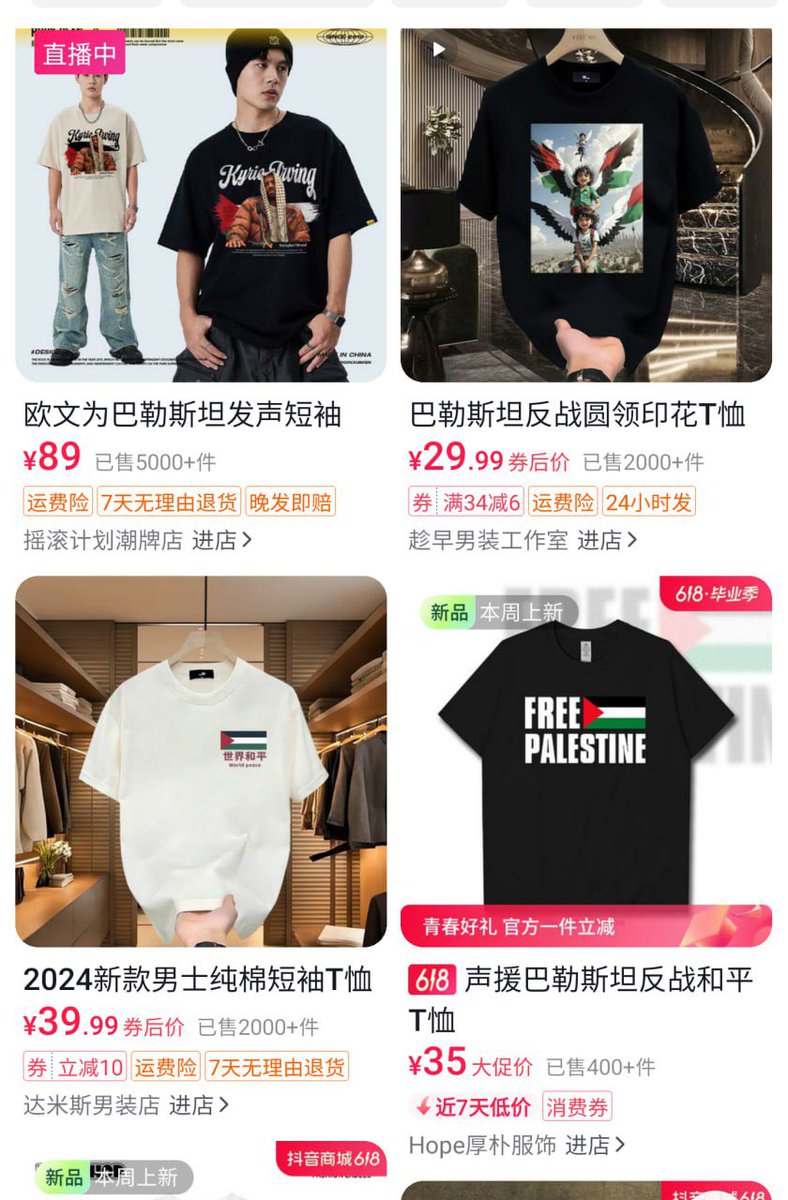 直播中
SINCE
Kyrie Irving
Kyrie Irving
#DESIGN
MADE IN CHINA
欧文为巴勒斯坦发声短袖
¥89 已售5000+件
运费险 7天无理由退货 晚发即赔
摇滚计划潮牌店 进店>
巴勒斯坦反战圆领印花T恤
¥29.99 券后价 已售2000+件
券 满34减6 运费险 24小时发
趁早男装工作室 进店>
世界和平
World peace
2024新款男士纯棉短袖T恤
¥39.99 券后价 已售2000+件
券 立减10 运费险 7天无理由退货
达米斯男装店 进店>
新品 本周上新
618·毕业季
FREE
PALESTINE
青春好礼 官方一件立减
618 声援巴勒斯坦反战和平
T恤
¥35 大促价 已售400+件
近7天低价 消费券
Hope厚朴服饰 进店>
新品 本周上新
抖音商城618
抖音商城618